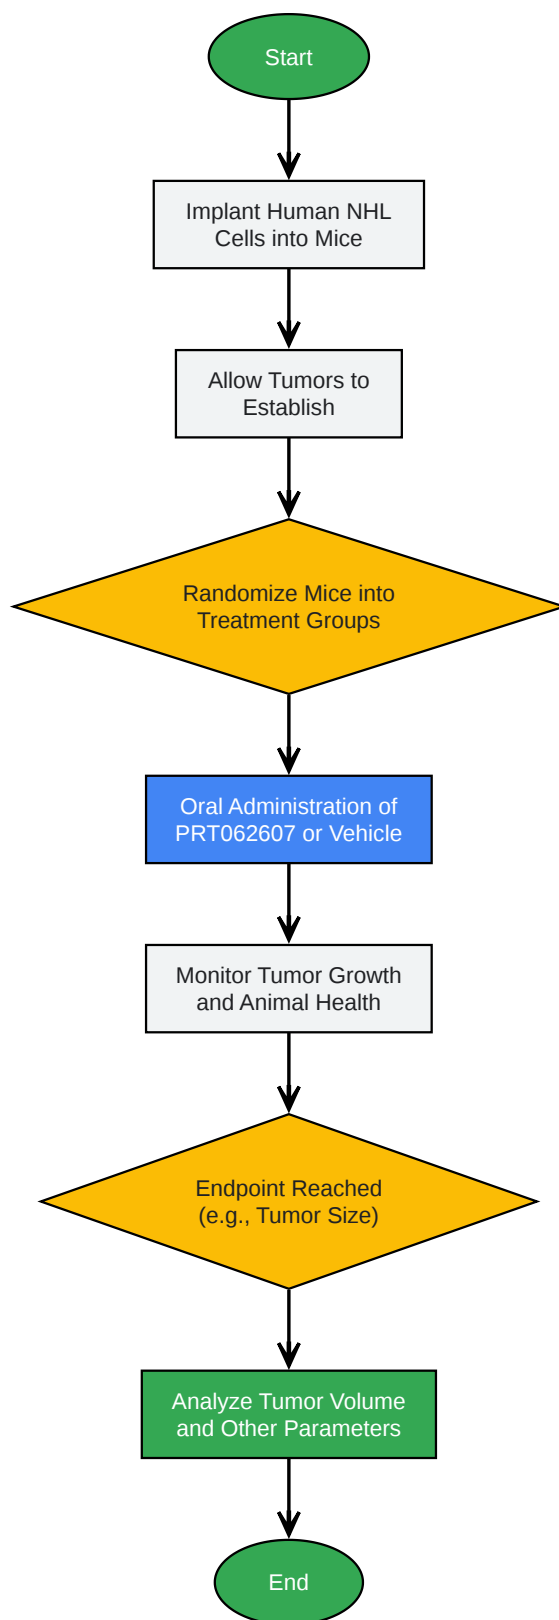 Start
Implant Human NHL
Cells into Mice
Allow Tumors to
Establish
Randomize Mice into
Treatment Groups
Oral Administration of
PRT062607 or Vehicle
Monitor Tumor Growth
and Animal Health
Endpoint Reached
(e.g., Tumor Size)
Analyze Tumor Volume
and Other Parameters
End